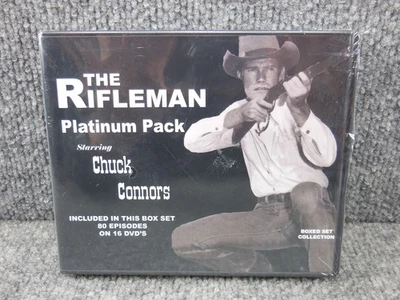 THE
RIFLEMAN
Platinum Pack
Starring
Chuck
Connors
INCLUDED IN THIS BOX SET
80 EPISODES
ON 16 DVD'S
BOXED SET
COLLECTION